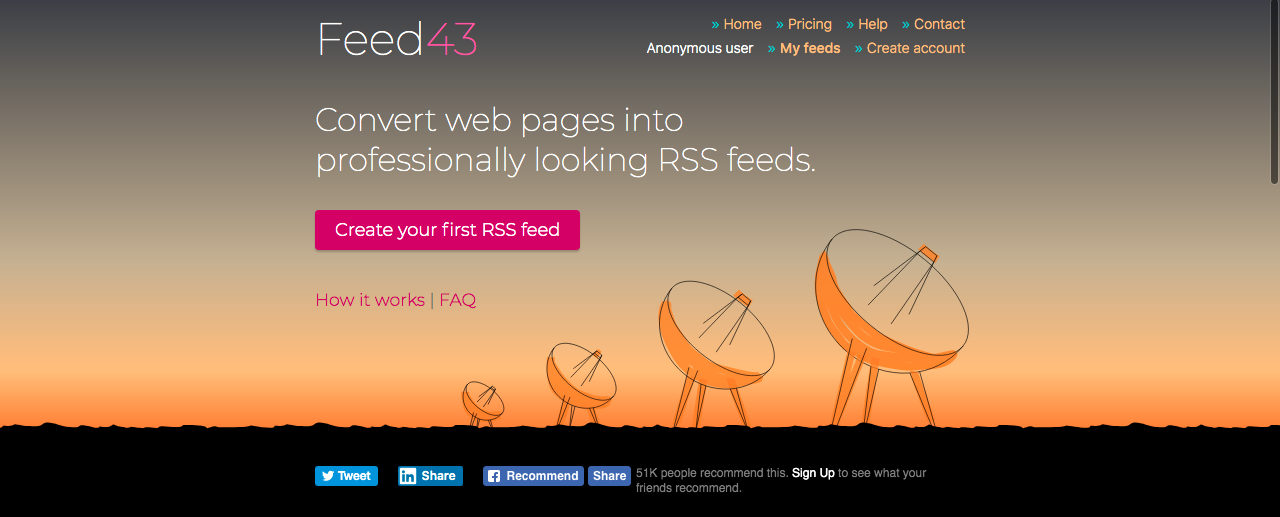 Feed43
» Home » Pricing » Help » Contact
Anonymous user » My feeds » Create account
Convert web pages into
professionally looking RSS feeds.
Create your first RSS feed
How it works | FAQ
Tweet
Share
Recommend
Share
51K people recommend this. Sign Up to see what your
friends recommend.